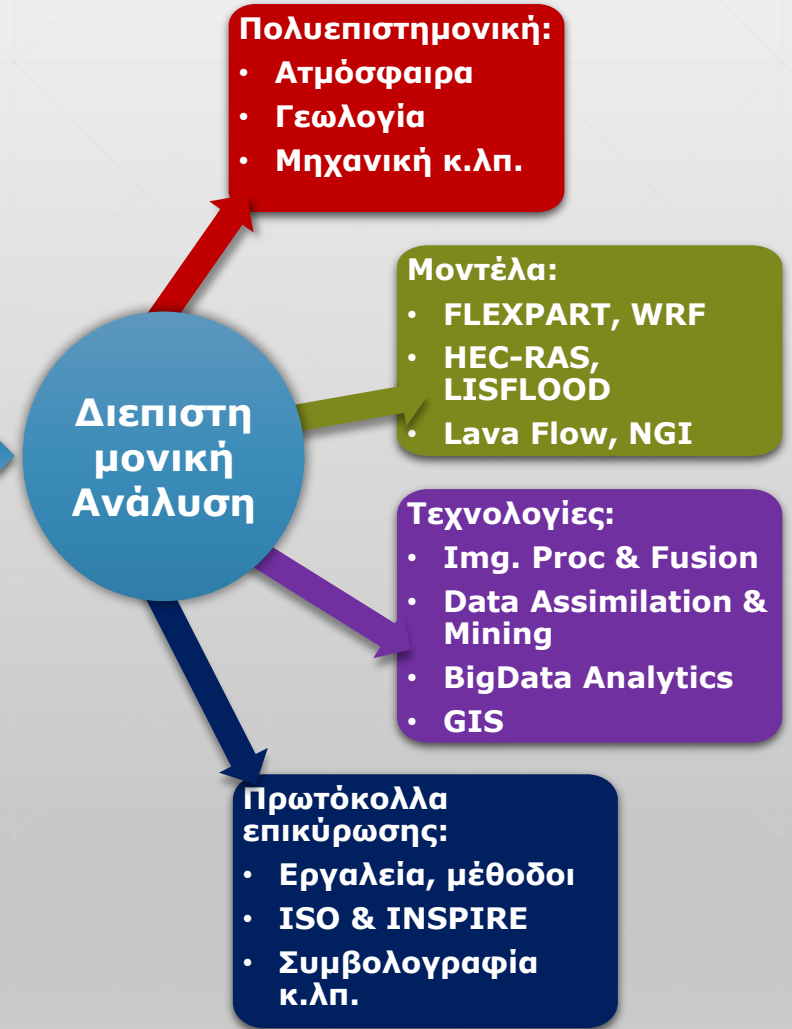 Πολυεπιστημονική:
• Ατμόσφαιρα
• Γεωλογία
• Μηχανική κ.λπ.
Μοντέλα:
• FLEXPART, WRF
• HEC-RAS,
LISFLOOD
• Lava Flow, NGI
Διεπιστη
μονική
Ανάλυση
Τεχνολογίες:
• Img. Proc & Fusion
• Data Assimilation &
Mining
• BigData Analytics
• GIS
Πρωτόκολλα
επικύρωσης:
• Εργαλεία, μέθοδοι
• ISO & INSPIRE
• Συμβολογραφία
κ.λπ.